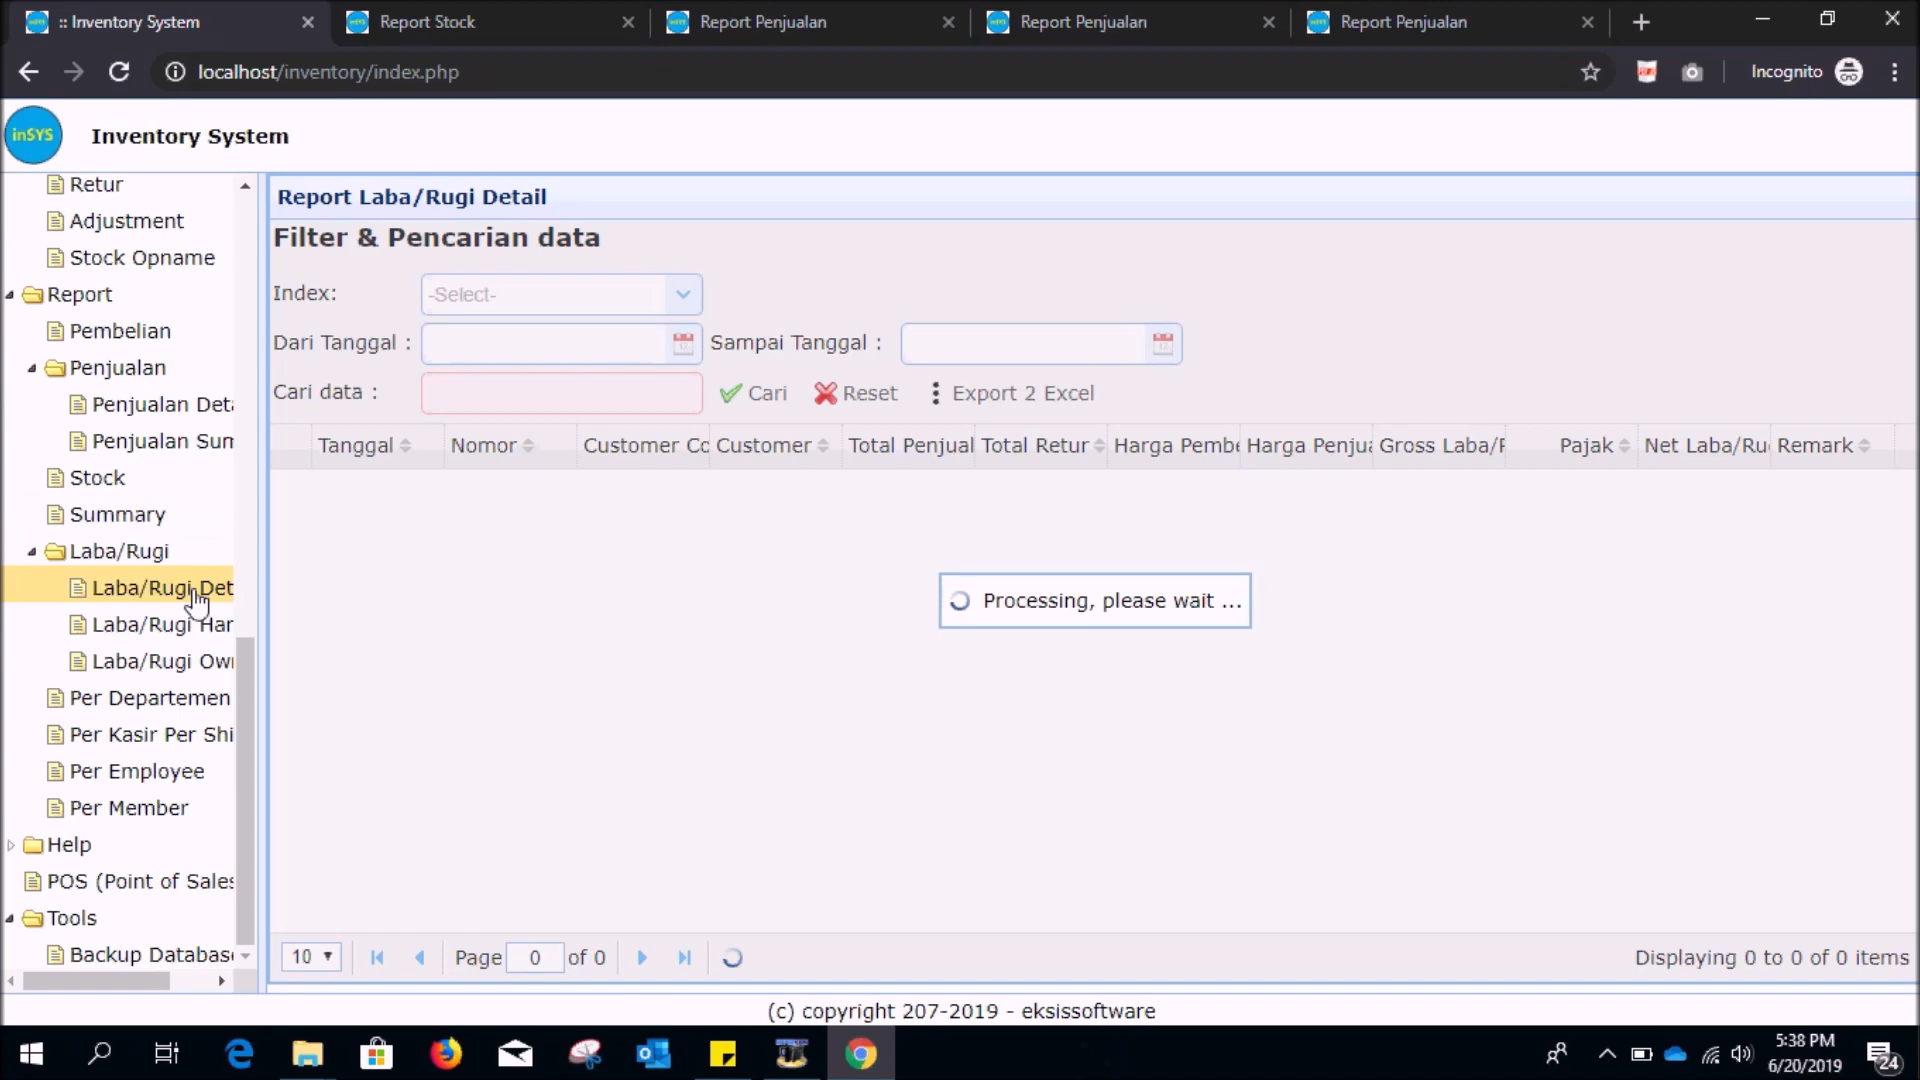 :: Inventory System
Report Stock
Report Penjualan
Report Penjualan
Report Penjualan
localhost/inventory/index.php
Incognito
inSYS
Inventory System
Retur
Adjustment
Stock Opname
Report
Pembelian
Penjualan
Penjualan Deta
Penjualan Sum
Stock
Summary
Laba/Rugi
Laba/Rugi Det
Laba/Rugi Har
Laba/Rugi Ow
Per Departemen
Per Kasir Per Shi
Per Employee
Per Member
Help
POS (Point of Sales
Tools
Backup Database
Report Laba/Rugi Detail
Filter & Pencarian data
Index:
-Select-
Dari Tanggal :
Sampai Tanggal :
Cari data :
Cari
Reset
Export 2 Excel
Tanggal
Nomor
Customer Co
Customer
Total Penjual
Total Retur
Harga Pembe
Harga Penjua
Gross Laba/R
Pajak
Net Laba/Ru
Remark
Processing, please wait ...
10
Page 0 of 0
Displaying 0 to 0 of 0 items
(c) copyright 207-2019 - eksissoftware
5:38 PM
6/20/2019
24